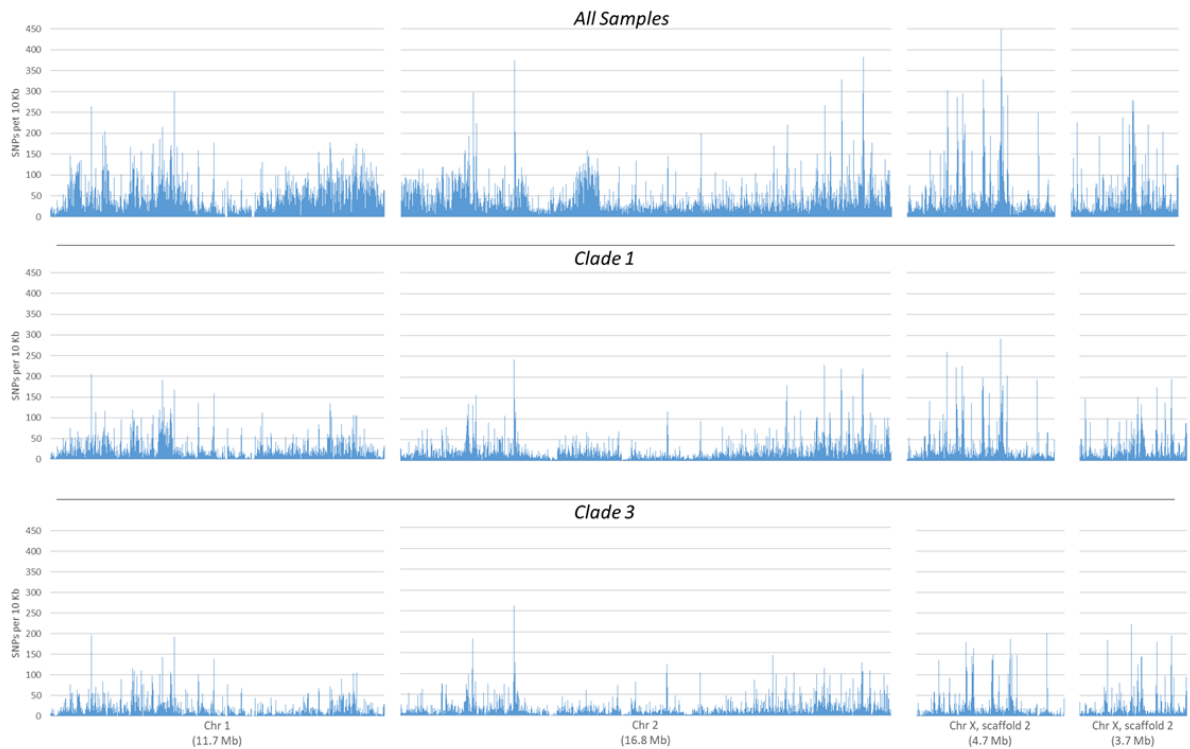 All Samples
450
400
350
300
250
200
150
100
50
0
SNPs pet 10 Kb
Clade 1
450
400
350
300
250
200
150
100
50
0
SNPs per 10 Kb
Clade 3
450
400
350
300
250
200
150
100
50
0
SNPs per 10 Kb
Chr 1
(11.7 Mb)
Chr 2
(16.8 Mb)
Chr X, scaffold 2
(4.7 Mb)
Chr X, scaffold 2
(3.7 Mb)